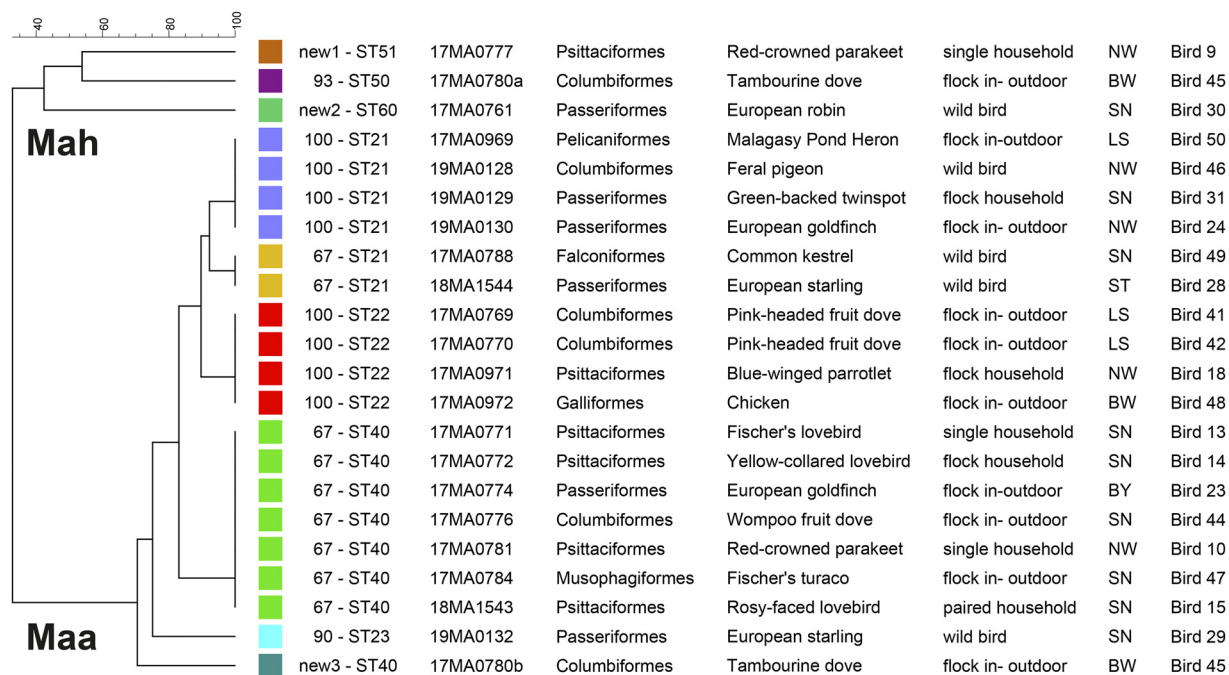 40 60 80 100
new1 - ST51 17MA0777 Psittaciformes Red-crowned parakeet single household NW Bird 9
93 - ST50 17MA0780a Columbiformes Tambourine dove flock in- outdoor BW Bird 45
new2 - ST60 17MA0761 Passeriformes European robin wild bird SN Bird 30
Mah
100 - ST21 17MA0969 Pelicaniformes Malagasy Pond Heron flock in-outdoor LS Bird 50
100 - ST21 19MA0128 Columbiformes Feral pigeon wild bird NW Bird 46
100 - ST21 19MA0129 Passeriformes Green-backed twinspot flock household SN Bird 31
100 - ST21 19MA0130 Passeriformes European goldfinch flock in- outdoor NW Bird 24
67 - ST21 17MA0788 Falconiformes Common kestrel wild bird SN Bird 49
67 - ST21 18MA1544 Passeriformes European starling wild bird ST Bird 28
100 - ST22 17MA0769 Columbiformes Pink-headed fruit dove flock in- outdoor LS Bird 41
100 - ST22 17MA0770 Columbiformes Pink-headed fruit dove flock in- outdoor LS Bird 42
100 - ST22 17MA0971 Psittaciformes Blue-winged parrotlet flock household NW Bird 18
100 - ST22 17MA0972 Galliformes Chicken flock in- outdoor BW Bird 48
67 - ST40 17MA0771 Psittaciformes Fischer's lovebird single household SN Bird 13
67 - ST40 17MA0772 Psittaciformes Yellow-collared lovebird flock household SN Bird 14
67 - ST40 17MA0774 Passeriformes European goldfinch flock in-outdoor BY Bird 23
67 - ST40 17MA0776 Columbiformes Wompoo fruit dove flock in- outdoor SN Bird 44
67 - ST40 17MA0781 Psittaciformes Red-crowned parakeet single household NW Bird 10
67 - ST40 17MA0784 Musophagiformes Fischer's turaco flock in- outdoor SN Bird 47
67 - ST40 18MA1543 Psittaciformes Rosy-faced lovebird paired household SN Bird 15
Maa
90 - ST23 19MA0132 Passeriformes European starling wild bird SN Bird 29
new3 - ST40 17MA0780b Columbiformes Tambourine dove flock in- outdoor BW Bird 45